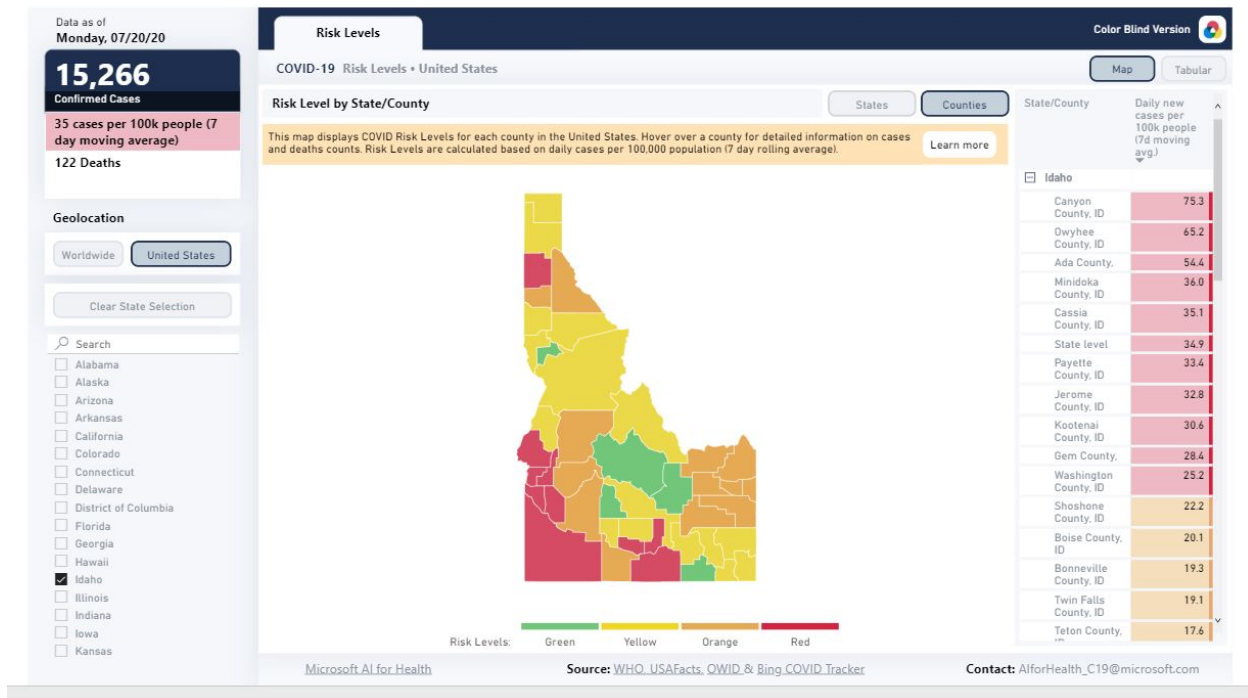 Data as of
Monday, 07/20/20
15,266
Confirmed Cases
35 cases per 100k people (7
day moving average)
122 Deaths
Geolocation
Worldwide
United States
Clear State Selection
Search
Alabama
Alaska
Arizona
Arkansas
California
Colorado
Connecticut
Delaware
District of Columbia
Florida
Georgia
Hawaii
Idaho
Illinois
Indiana
Iowa
Kansas
Risk Levels
Color Blind Version
COVID-19 Risk Levels • United States
Map
Tabular
Risk Level by State/County
States
Counties
This map displays COVID Risk Levels for each county in the United States. Hover over a county for detailed information on cases
and deaths counts. Risk Levels are calculated based on daily cases per 100,000 population (7 day rolling average).
Learn more
Risk Levels:
Green
Yellow
Orange
Red
State/County
Daily new
cases per
100k people
(7d moving
avg.)
Idaho
Canyon 75.3
County, ID
Owyhee 65.2
County, ID
Ada County, 54.4
Minidoka 36.0
County, ID
Cassia 35.1
County, ID
State level 34.9
Payette 33.4
County, ID
Jerome 32.8
County, ID
Kootenai 30.6
County, ID
Gem County, 28.4
Washington 25.2
County, ID
Shoshone 22.2
County, ID
Boise County, 20.1
ID
Bonneville 19.3
County, ID
Twin Falls 19.1
County, ID
Teton County, 17.6
Microsoft AI for Health
Source: WHO, USAFacts, OWID & Bing COVID Tracker
Contact: AIforHealth_C19@microsoft.com